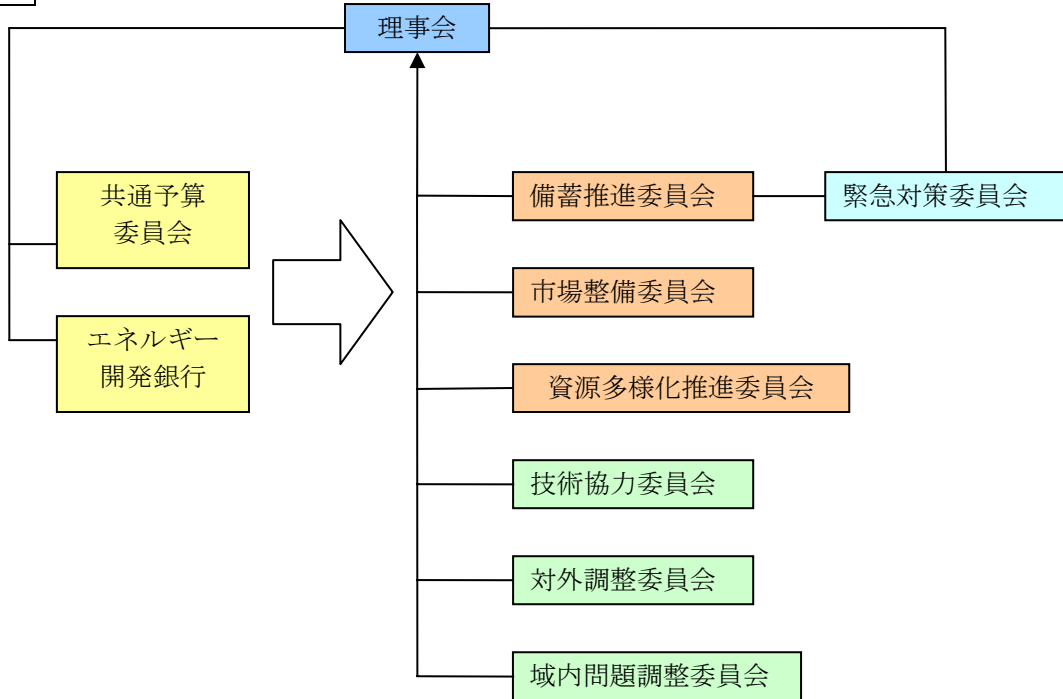 理事会
共通予算
委員会
エネルギー
開発銀行
備蓄推進委員会
緊急対策委員会
市場整備委員会
資源多様化推進委員会
技術協力委員会
対外調整委員会
域内問題調整委員会